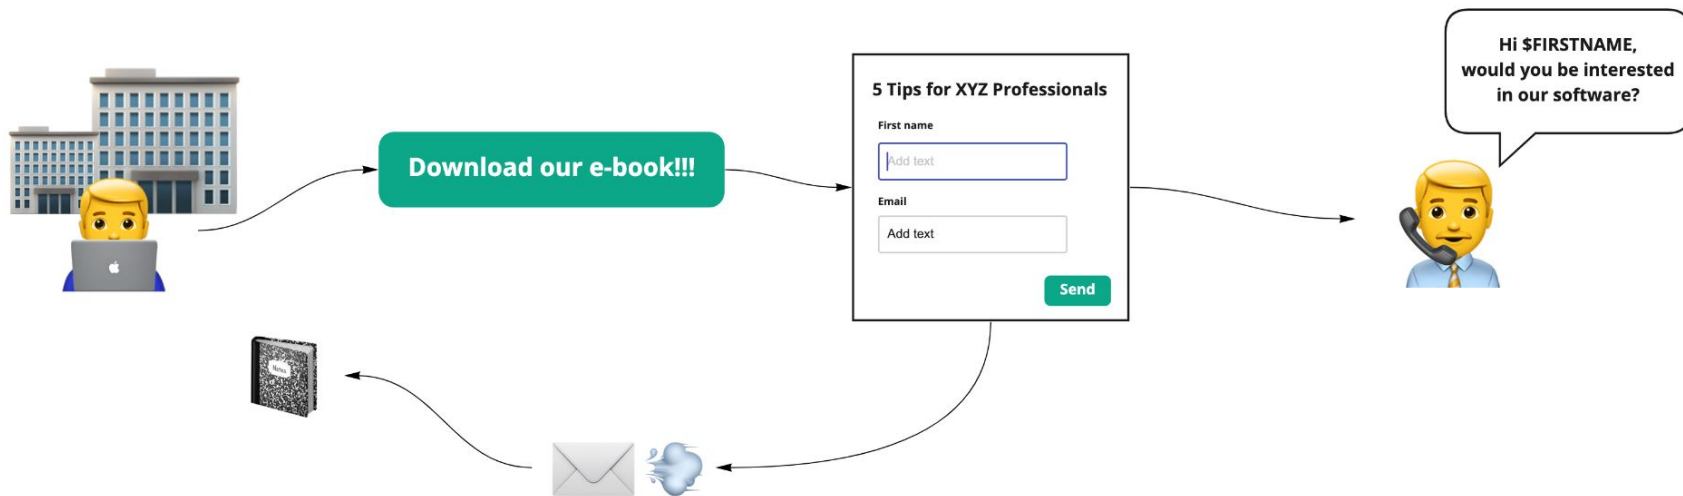 Hi $FIRSTNAME,
would you be interested
in our software?
Download our e-book!!!
5 Tips for XYZ Professionals
First name
Add text
Email
Add text
Send
Notes